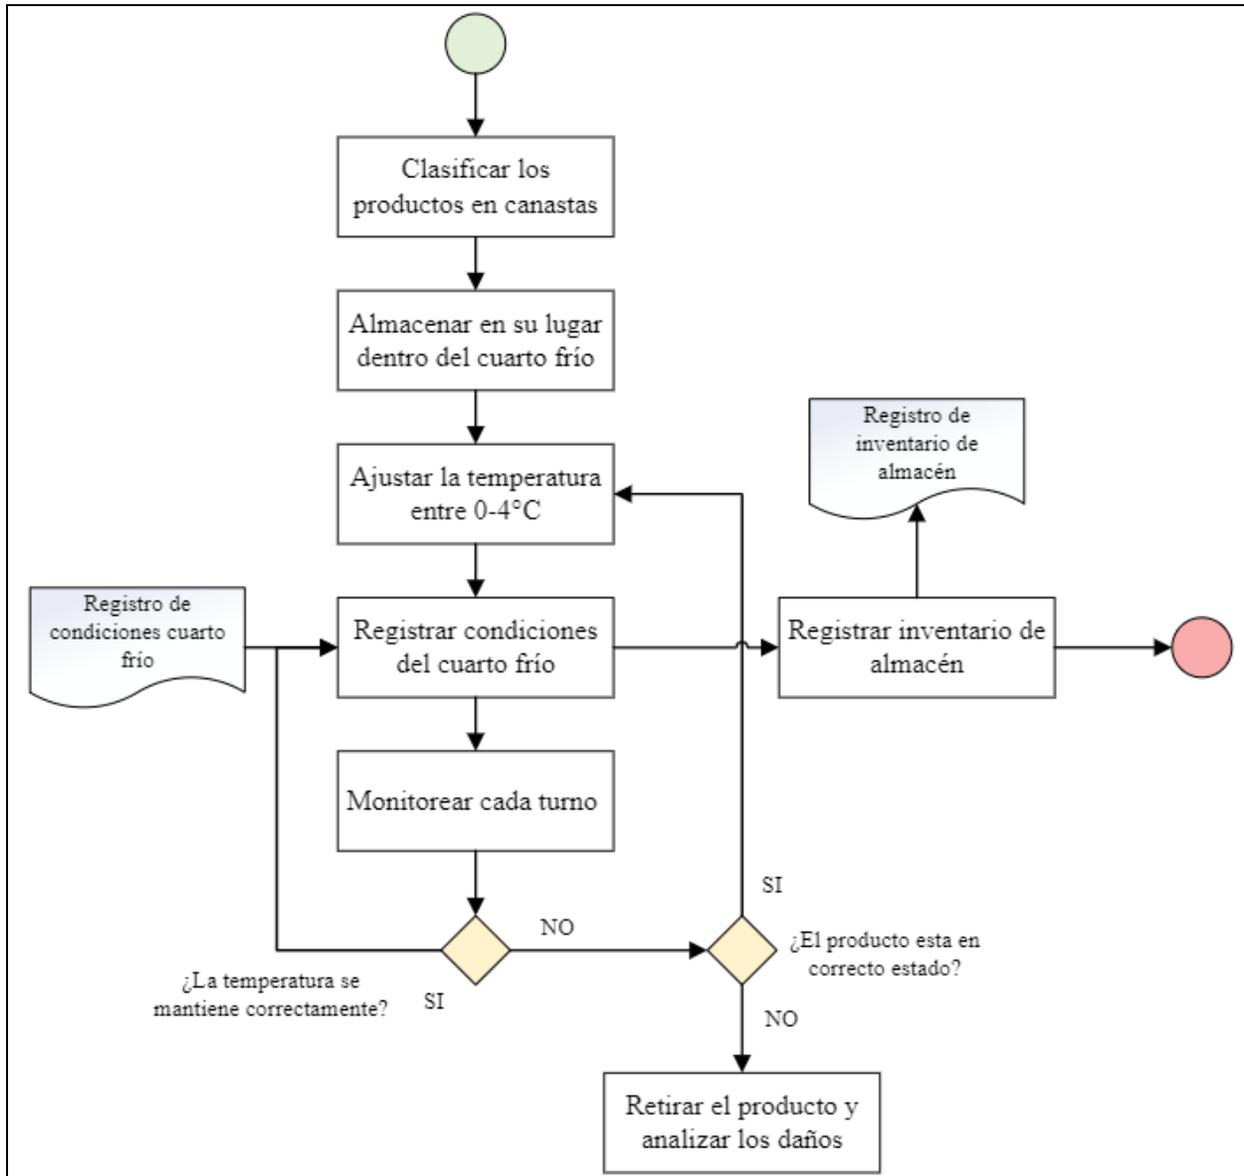 Clasificar los
productos en canastas
Almacenar en su lugar
dentro del cuarto frío
Ajustar la temperatura
entre 0-4°C
Registro de
inventario de
almacén
Registro de
condiciones cuarto
frío
Registrar condiciones
del cuarto frío
Registrar inventario de
almacén
Monitorear cada turno
SI
NO
¿El producto esta en
correcto estado?
¿La temperatura se
mantiene correctamente?
SI
NO
Retirar el producto y
analizar los daños